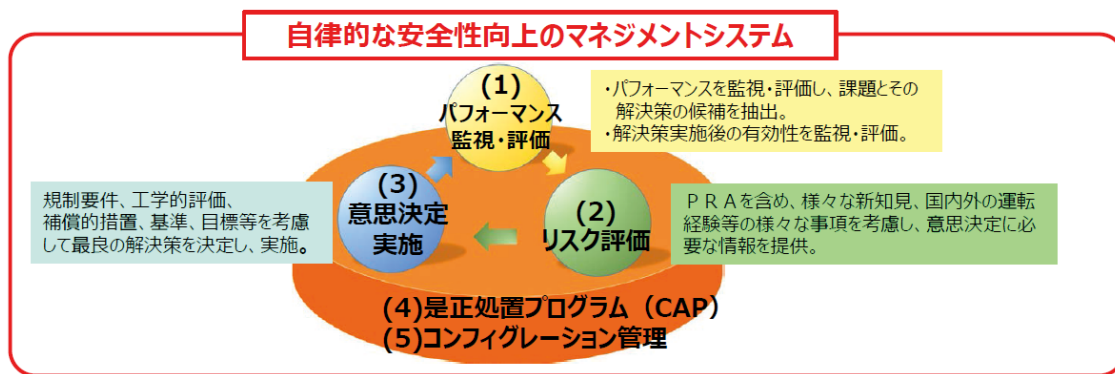 自律的な安全性向上のマネジメントシステム
(1)
パフォーマンス
監視・評価
・パフォーマンスを監視・評価し、課題とその
解決策の候補を抽出。
・解決策実施後の有効性を監視・評価。
(3)
意思決定
実施
規制要件、工学的評価、
補償的措置、基準、目標等を考慮
して最良の解決策を決定し、実施。
(2)
リスク評価
ＰＲＡを含め、様々な新知見、国内外の運転
経験等の様々な事項を考慮し、意思決定に必
要な情報を提供。
(4)是正処置プログラム（CAP）
(5)コンフィグレーション管理